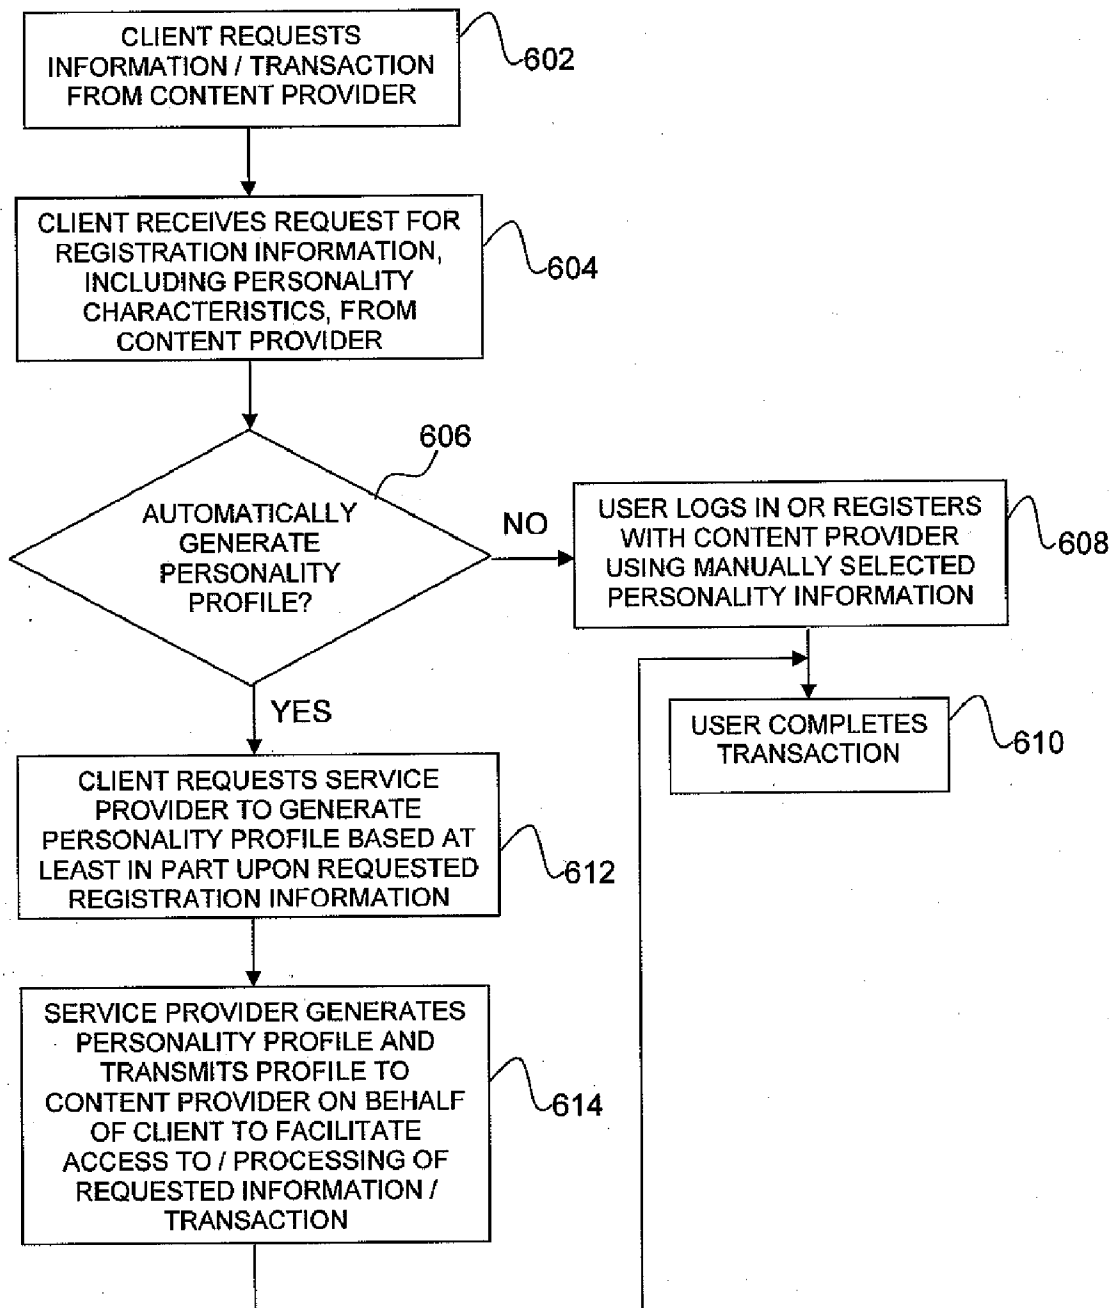 CLIENT REQUESTS
INFORMATION / TRANSACTION
FROM CONTENT PROVIDER
602
CLIENT RECEIVES REQUEST FOR
REGISTRATION INFORMATION,
INCLUDING PERSONALITY
CHARACTERISTICS, FROM
CONTENT PROVIDER
604
606
AUTOMATICALLY
GENERATE
PERSONALITY
PROFILE?
NO
USER LOGS IN OR REGISTERS
WITH CONTENT PROVIDER
USING MANUALLY SELECTED
PERSONALITY INFORMATION
608
YES
USER COMPLETES
TRANSACTION
610
CLIENT REQUESTS SERVICE
PROVIDER TO GENERATE
PERSONALITY PROFILE BASED AT
LEAST IN PART UPON REQUESTED
REGISTRATION INFORMATION
612
SERVICE PROVIDER GENERATES
PERSONALITY PROFILE AND
TRANSMITS PROFILE TO
CONTENT PROVIDER ON BEHALF
OF CLIENT TO FACILITATE
ACCESS TO / PROCESSING OF
REQUESTED INFORMATION /
TRANSACTION
614